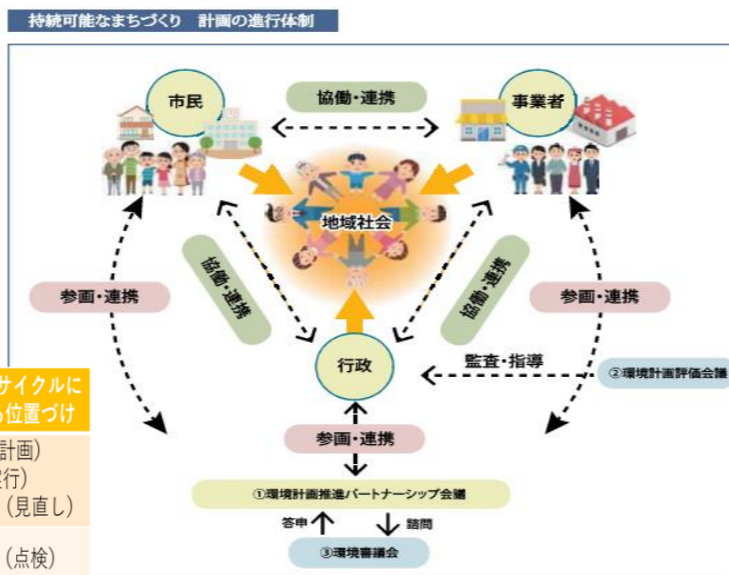 持続可能なまちづくり 計画の進行体制
市民
協働・連携
事業者
地域社会
参画・連携
協働・連携
協働・連携
参画・連携
行政
監査・指導
②環境計画評価会議
サイクルに
位置づけ
計画)
行)
(見直し)
(点検)
参画・連携
①環境計画推進パートナーシップ会議
答申
諮問
③環境審議会